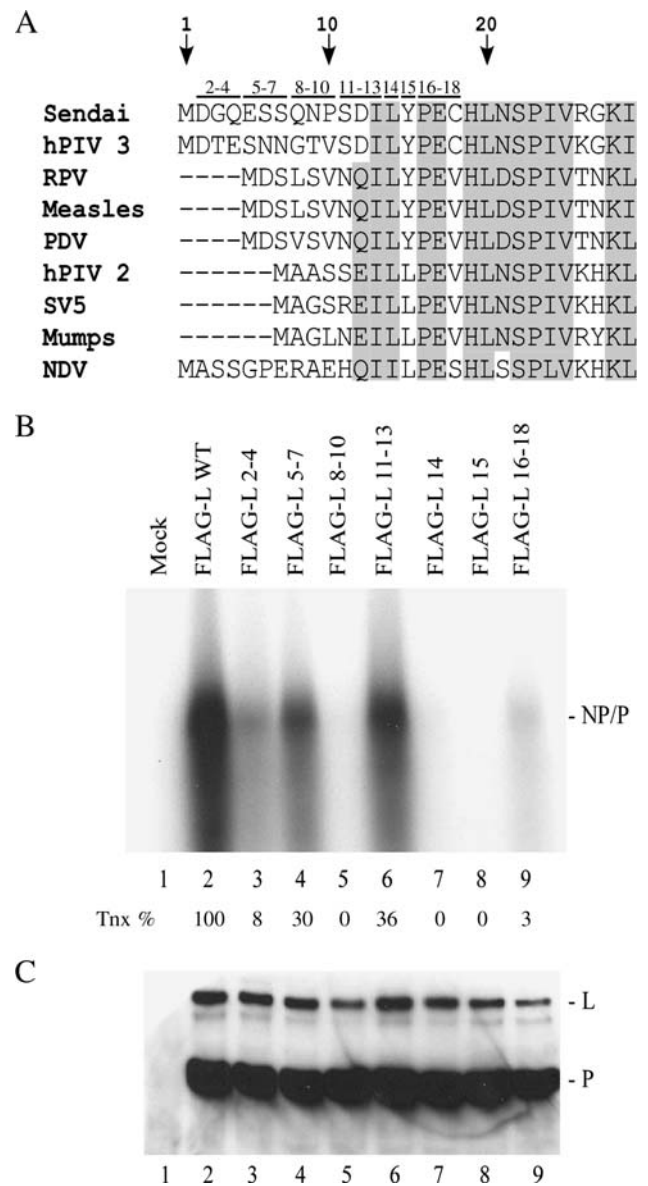 A
1 10 20
2-4 5-7 8-10 11-13 14 15 16-18
Sendai MDGQESSQNPSDILYPECHLNSPIVRGKI
hPIV 3 MDTESNNGTVSDILYPECHLNSPIVKGKI
RPV ----MDSLSVNQILYPEVHLDSPIVTNKL
Measles ----MDSLSVNQILYPEVHLDSPIVTNKI
PDV ----MDSVSVNQILYPEVHLDSPIVTNKL
hPIV 2 ------MAASSEILLPEVHLNSPIVKHKL
SV5 ------MAGSREILLPEVHLNSPIVKHKL
Mumps ------MAGLNEILLPEVHLNSPIVRYKL
NDV MASSGPERAEHQIILPESHLSSPLVKHKL
B
Mock
FLAG-L WT
FLAG-L 2-4
FLAG-L 5-7
FLAG-L 8-10
FLAG-L 11-13
FLAG-L 14
FLAG-L 15
FLAG-L 16-18
- NP/P
1 2 3 4 5 6 7 8 9
Tnx % 100 8 30 0 36 0 0 3
C
- L
- P
1 2 3 4 5 6 7 8 9